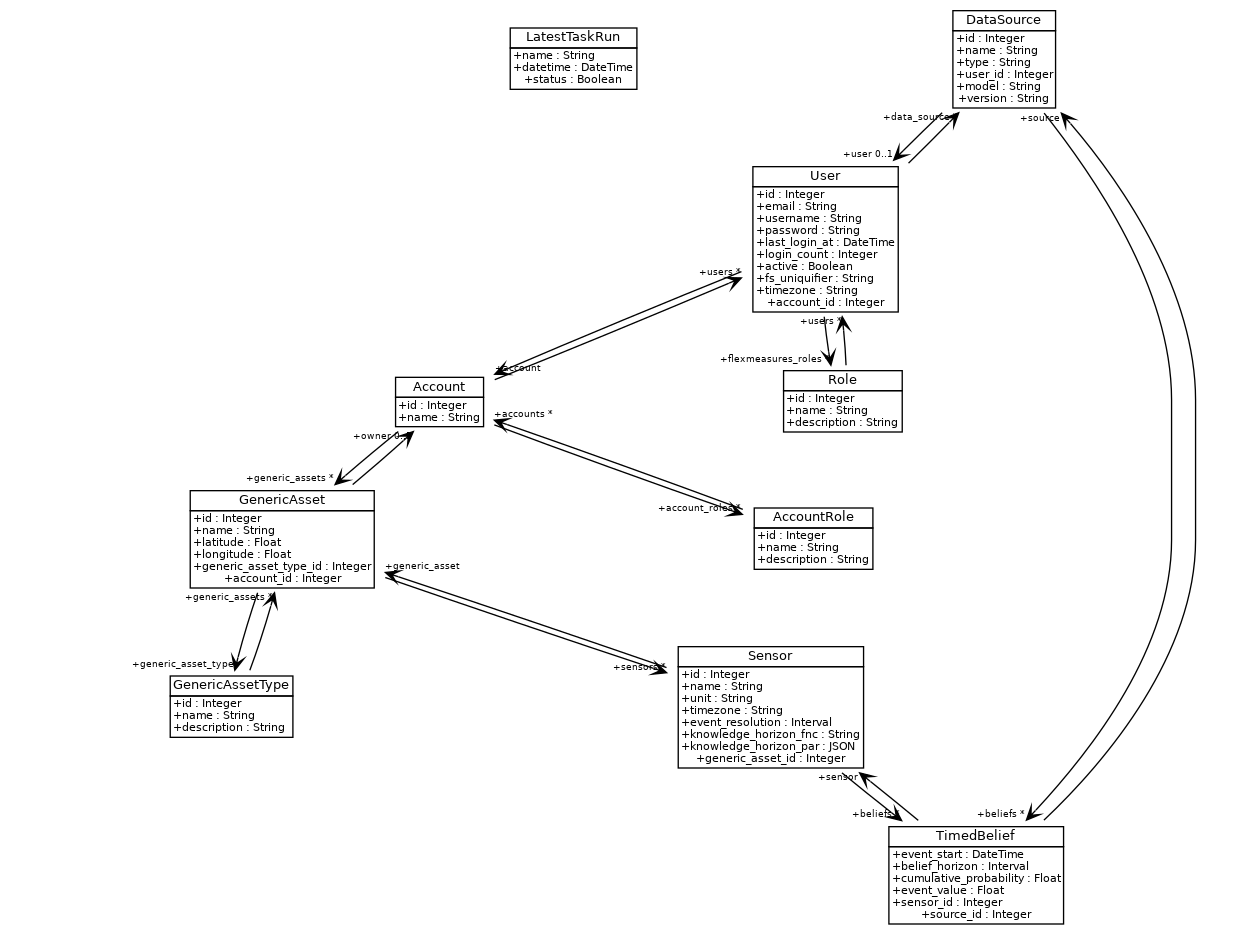 DataSource
+id : Integer
+name : String
+type : String
+user_id : Integer
+model : String
+version : String
LatestTaskRun
+name : String
+datetime : DateTime
+status : Boolean
+data_source
+source
+user 0..1
User
+id : Integer
+email : String
+username : String
+password : String
+last_login_at : DateTime
+login_count : Integer
+active : Boolean
+fs_uniquifier : String
+timezone : String
+account_id : Integer
+users *
+users *
+flexmeasures_roles
+account
Role
+id : Integer
+name : String
+description : String
Account
+id : Integer
+name : String
+accounts *
+owner
+generic_assets *
GenericAsset
+id : Integer
+name : String
+latitude : Float
+longitude : Float
+generic_asset_type_id : Integer
+account_id : Integer
+account_roles *
AccountRole
+id : Integer
+name : String
+description : String
+generic_asset
+generic_assets *
+generic_asset_type
GenericAssetType
+id : Integer
+name : String
+description : String
+sensors *
Sensor
+id : Integer
+name : String
+unit : String
+timezone : String
+event_resolution : Interval
+knowledge_horizon_fnc : String
+knowledge_horizon_par : JSON
+generic_asset_id : Integer
+sensor
+beliefs
+beliefs *
TimedBelief
+event_start : DateTime
+belief_horizon : Interval
+cumulative_probability : Float
+event_value : Float
+sensor_id : Integer
+source_id : Integer